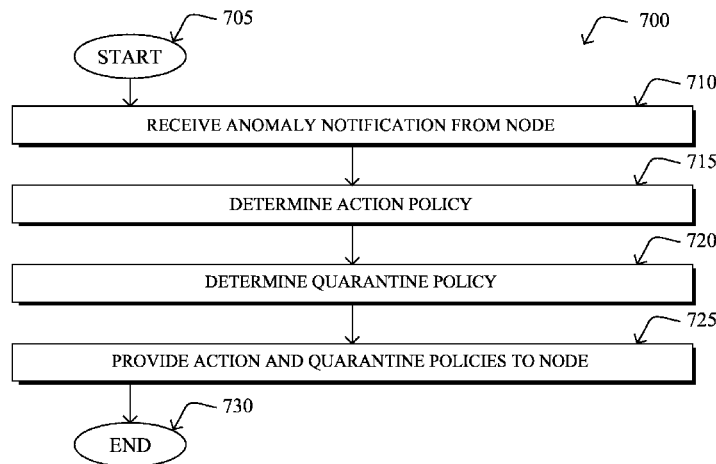 705
700
START
710
RECEIVE ANOMALY NOTIFICATION FROM NODE
715
DETERMINE ACTION POLICY
720
DETERMINE QUARANTINE POLICY
725
PROVIDE ACTION AND QUARANTINE POLICIES TO NODE
730
END